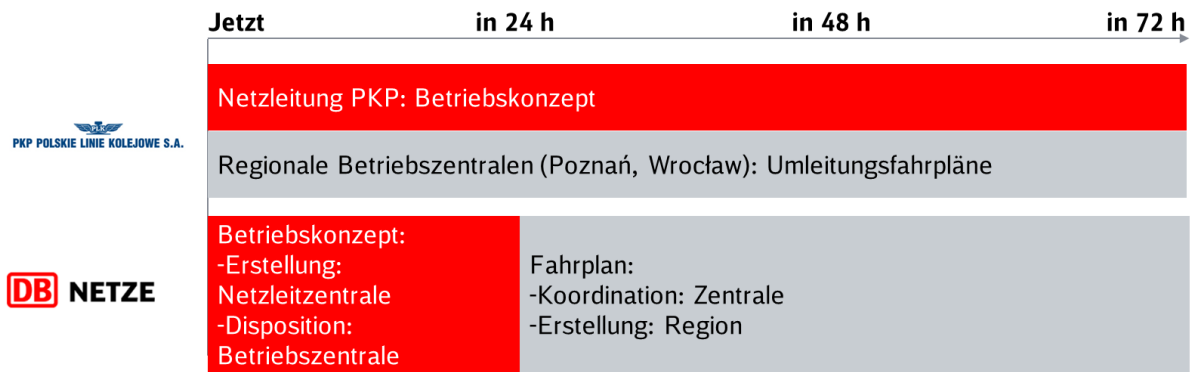 Jetzt in 24 h in 48 h in 72 h
Netzleitung PKP: Betriebskonzept
PLK
PKP POLSKIE LINIE KOLEJOWE S.A.
Regionale Betriebszentralen (Poznań, Wrocław): Umleitungsfahrpläne
Betriebskonzept:
-Erstellung:
Netzleitzentrale
-Disposition:
Betriebszentrale
Fahrplan:
-Koordination: Zentrale
-Erstellung: Region
DB NETZE